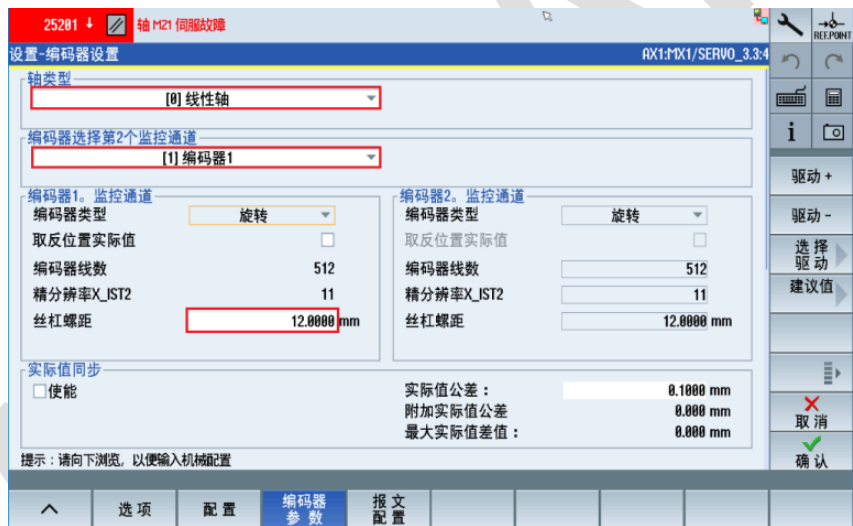 25201 ↓ 轴 MZ1 伺服故障
REF.POINT
设置-编码器设置 AX1:MX1/SERVO_3.3:4
轴类型
[0] 线性轴
编码器选择第2个监控通道
[1] 编码器1
编码器1。监控通道
编码器类型 旋转
取反位置实际值
编码器线数 512
精分辨率X_IST2 11
丝杠螺距 12.0000 mm
编码器2。监控通道
编码器类型 旋转
取反位置实际值
编码器线数 512
精分辨率X_IST2 11
丝杠螺距 12.0000 mm
实际值同步
使能
实际值公差： 0.1000 mm
附加实际值公差 0.000 mm
最大实际值差值： 0.000 mm
提示：请向下浏览，以便输入机械配置
驱动 +
驱动 -
选择
驱动
建议值
取消
确认
选项
配置
编码器
参数
报文
配置